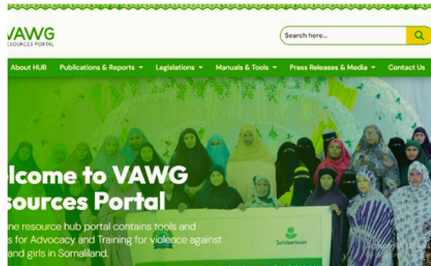 VAWG
ESOURCES PORTAL
Search here...
About HUB Publications & Reports Legislations Manuals & Tools Press Releases & Media Contact Us
lcome to VAWG
sources Portal
ne resource hub portal contains tools and
s for Advocacy and Training for violence against
and girls in Somaliland.